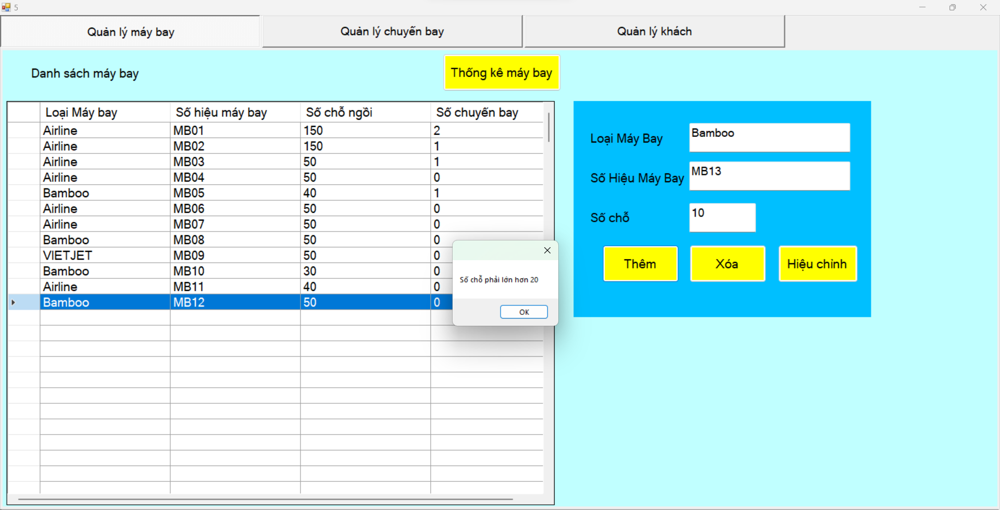 5
Quản lý máy bay
Quản lý chuyến bay
Quản lý khách
Danh sách máy bay
Thống kê máy bay
Loại Máy bay Số hiệu máy bay Số chỗ ngồi Số chuyến bay
Airline MB01 150 2
Airline MB02 150 1
Airline MB03 50 1
Airline MB04 50 0
Bamboo MB05 40 1
Airline MB06 50 0
Airline MB07 50 0
Bamboo MB08 50 0
VIETJET MB09 50 0
Bamboo MB10 30 0
Airline MB11 40 0
Bamboo MB12 50 0
Loại Máy Bay Bamboo
Số Hiệu Máy Bay MB13
Số chỗ 10
Thêm Xóa Hiệu chỉnh
Số chỗ phải lớn hơn 20
OK